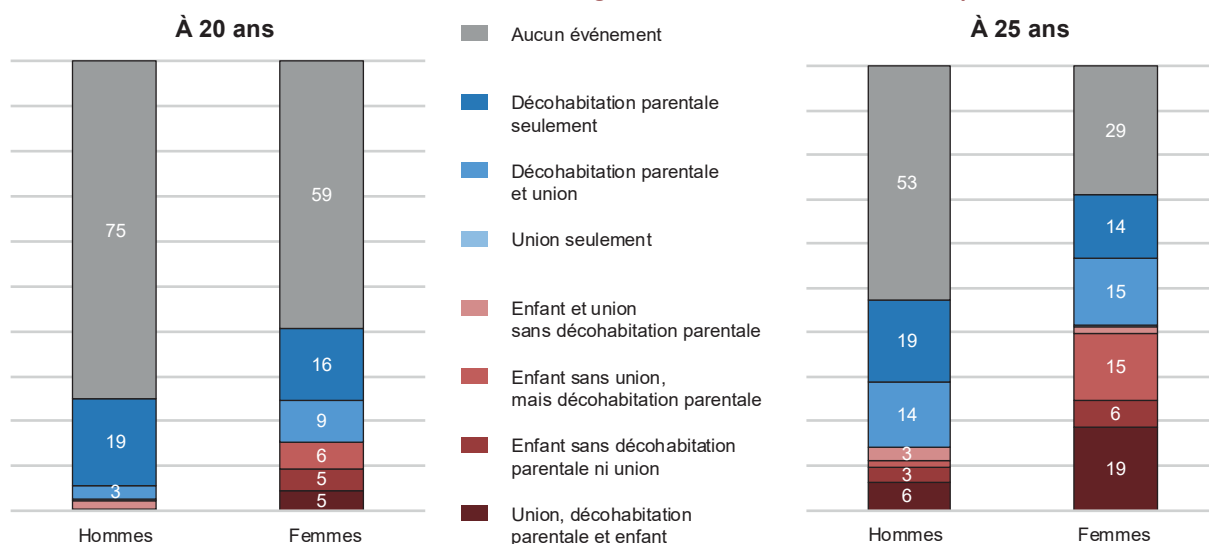 À 20 ans
75
19
3
Hommes
59
16
9
6
5
5
Femmes
Aucun événement
Décohabitation parentale
seulement
Décohabitation parentale
et union
Union seulement
Enfant et union
sans décohabitation parentale
Enfant sans union,
mais décohabitation parentale
Enfant sans décohabitation
parentale ni union
Union, décohabitation
parentale et enfant
À 25 ans
53
19
14
3
3
6
Hommes
29
14
15
15
6
19
Femmes